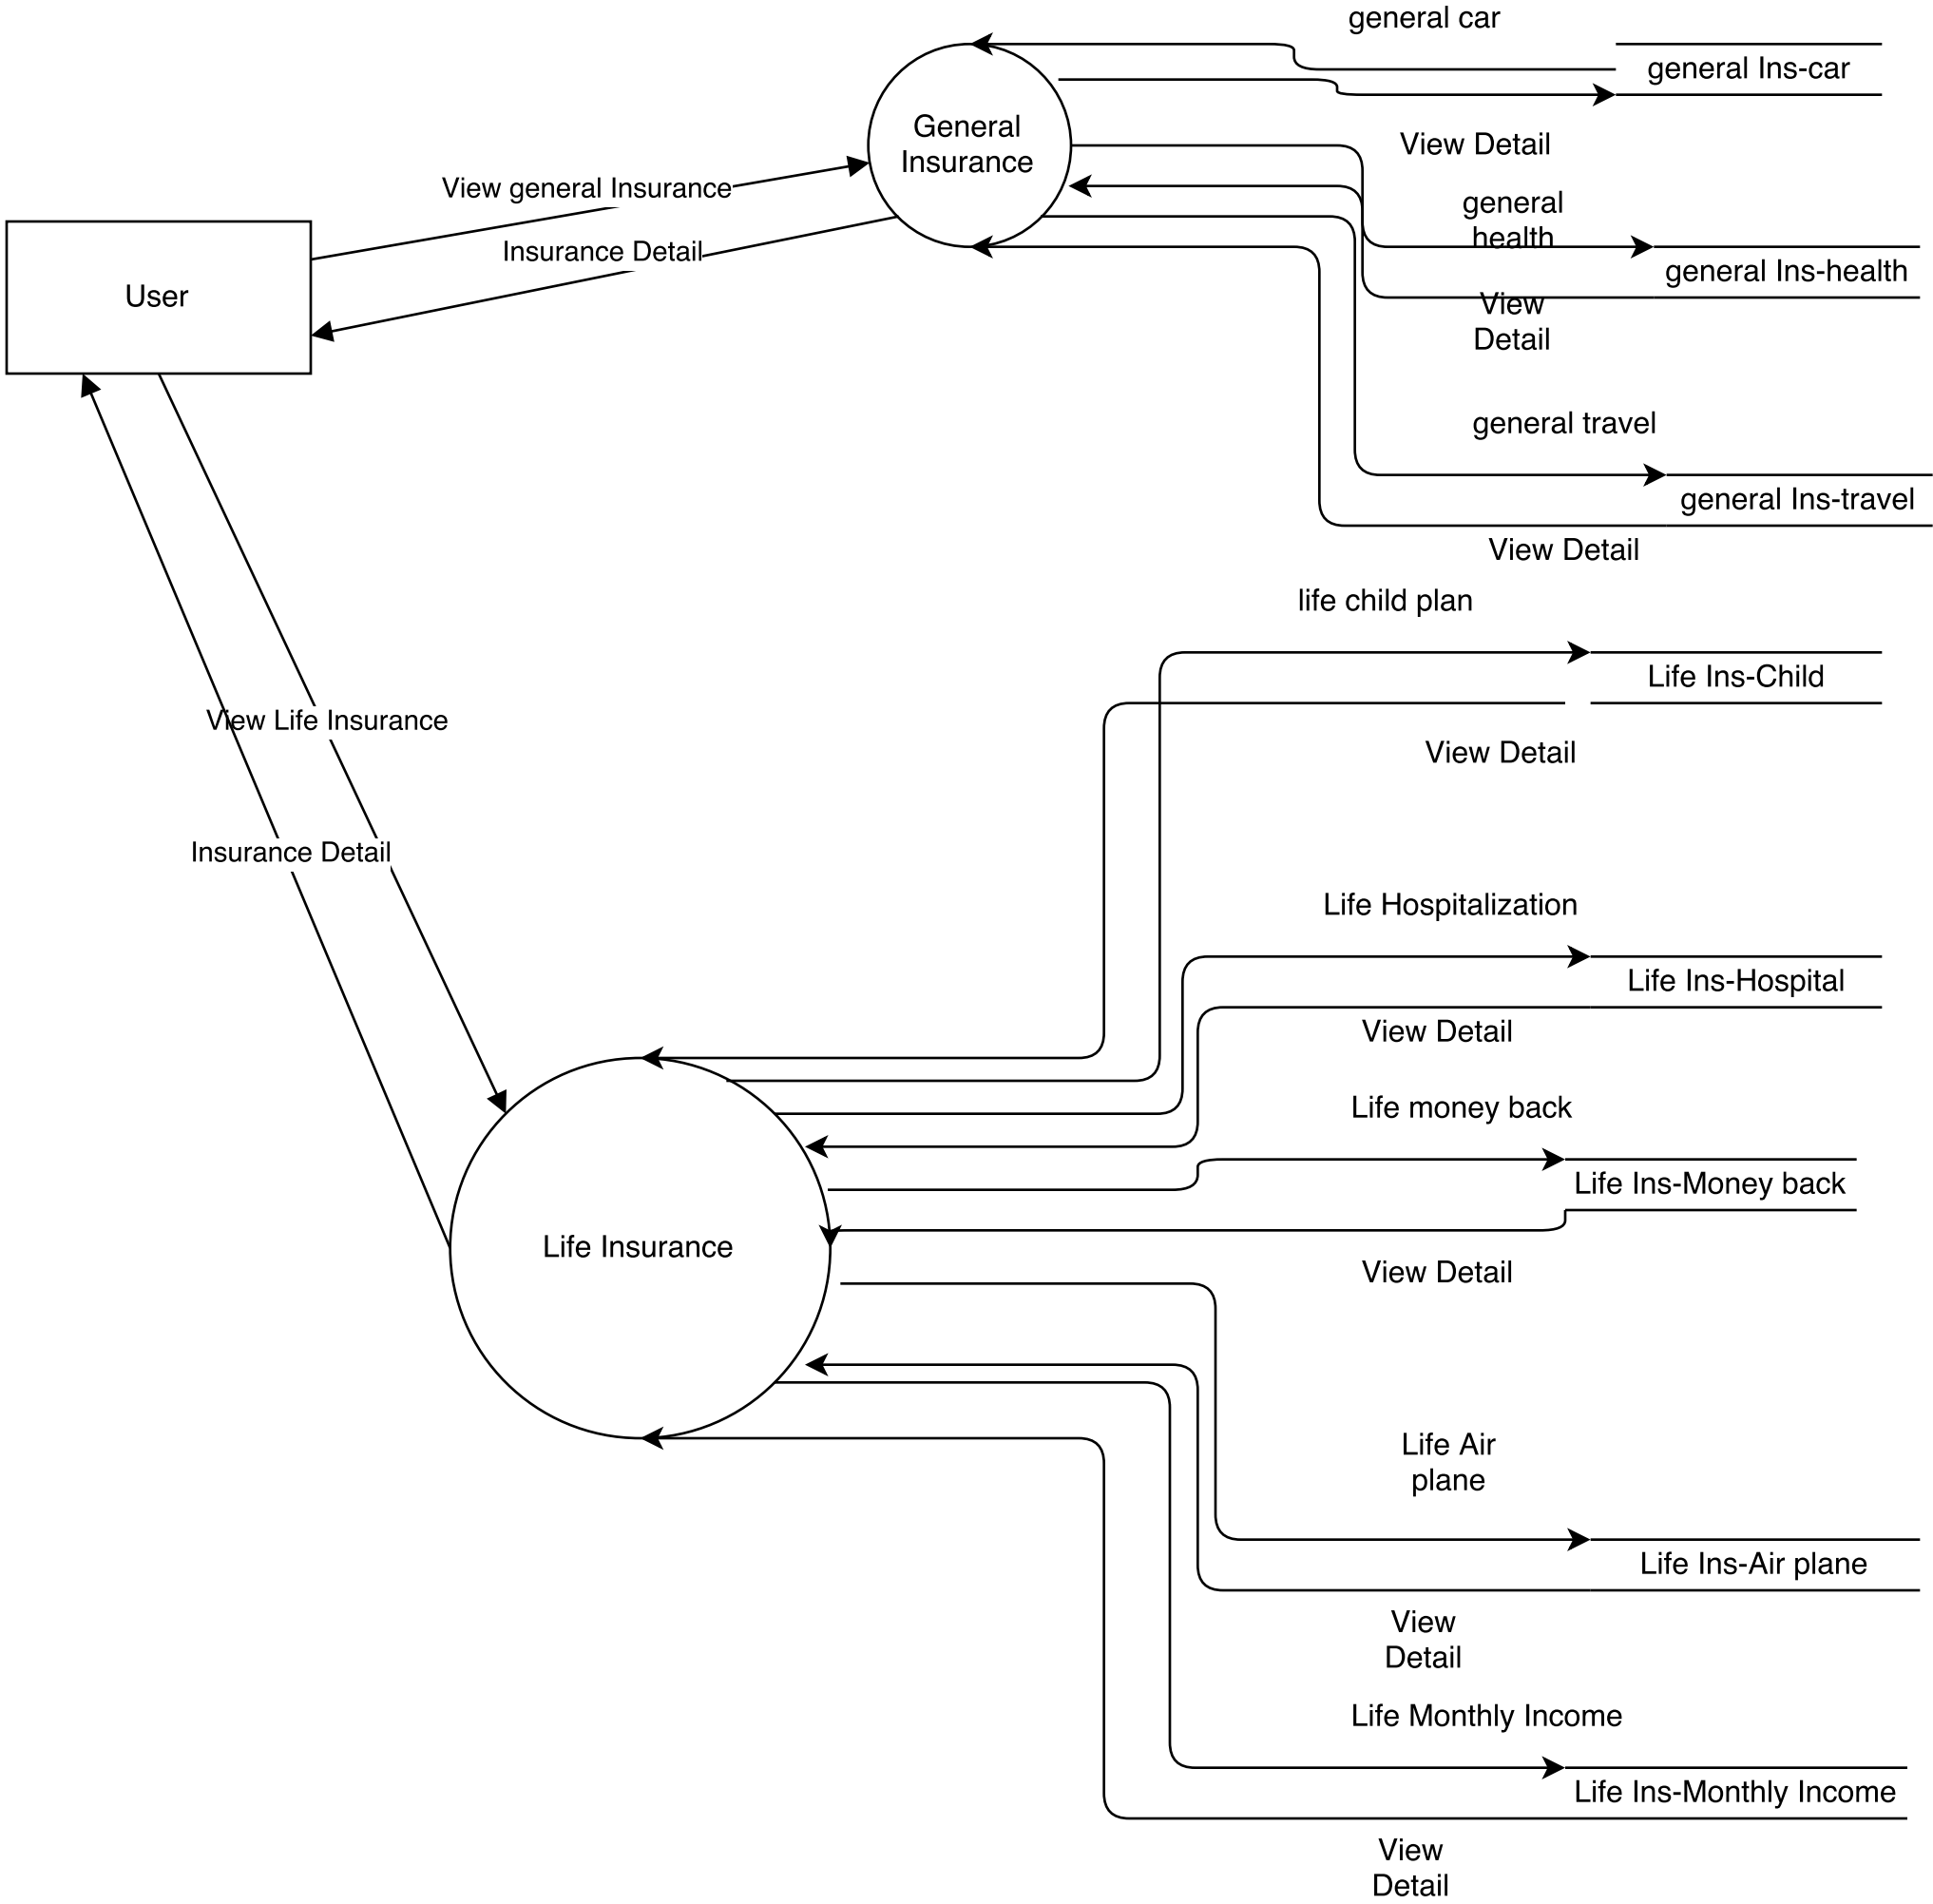 general car
general Ins-car
General
Insurance
View Detail
View general Insurance
general
health
Insurance Detail
general Ins-health
User
View
Detail
general travel
general Ins-travel
View Detail
life child plan
Life Ins-Child
View Life Insurance
View Detail
Insurance Detail
Life Hospitalization
Life Ins-Hospital
View Detail
Life money back
Life Ins-Money back
Life Insurance
View Detail
Life Air
plane
Life Ins-Air plane
View
Detail
Life Monthly Income
Life Ins-Monthly Income
View
Detail